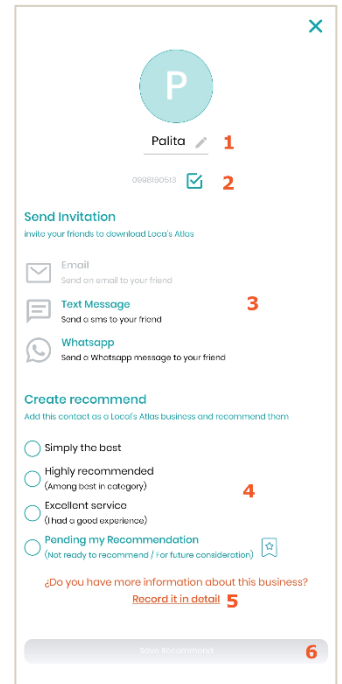 P
Palita 1
0998160513 2
Send Invitation
invite your friends to download Loca's Atlas
Email
Send an email to your friend
Text Message
Send a sms to your friend
3
Whatsapp
Send a Whatsapp message to your friend
Create recommend
Add this contact as a Local's Atlas business and recommend them
Simply the best
Highly recommended
(Among best in category)
4
Excellent service
(I had a good experience)
Pending my Recommendation
(Not ready to recommend / For future consideration)
¿Do you have more information about this business?
Record it in detail 5
Save Recommend 6